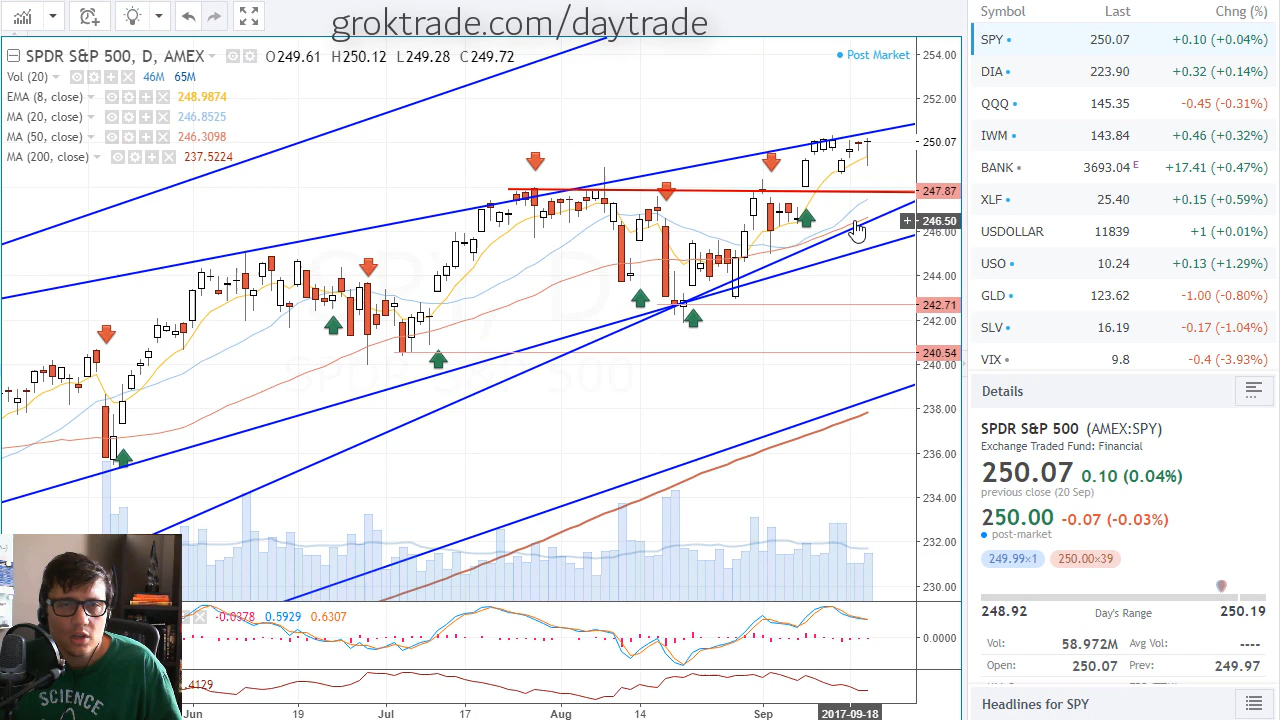 groktrade.com/daytrade
SPDR S&P 500, D, AMEX
O249.61 H250.12 L249.28 C249.72
Post Market
Vol (20) 46M 65M
EMA (8, close) 248.9874
MA (20, close) 246.8525
MA (50, close) 246.3098
MA (200, close) 237.5224
254.00
252.00
250.07
247.87
246.50
246.00
244.00
242.71
242.00
240.54
240.00
238.00
236.00
234.00
232.00
230.00
-0.0378 0.5929 0.6307
0.0000
.4129
Jun 19 Jul 17 Aug 14 Sep 2017-09-18
SCIENCE
Symbol Last Chng (%)
SPY 250.07 +0.10 (+0.04%)
DIA 223.90 +0.32 (+0.14%)
QQQ 145.35 -0.45 (-0.31%)
IWM 143.84 +0.46 (+0.32%)
BANK 3693.04 E +17.41 (+0.47%)
XLF 25.40 +0.15 (+0.59%)
USDOLLAR 11839 +1 (+0.01%)
USO 10.24 +0.13 (+1.29%)
GLD 123.62 -1.00 (-0.80%)
SLV 16.19 -0.17 (-1.04%)
VIX 9.8 -0.4 (-3.93%)
Details
SPDR S&P 500 (AMEX:SPY)
Exchange Traded Fund: Financial
250.07 0.10 (0.04%)
previous close (20 Sep)
250.00 -0.07 (-0.03%)
post-market
249.99×1 250.00×39
248.92 Day's Range 250.19
Vol: 58.972M Avg Vol: ----
Open: 250.07 Prev: 249.97
Headlines for SPY